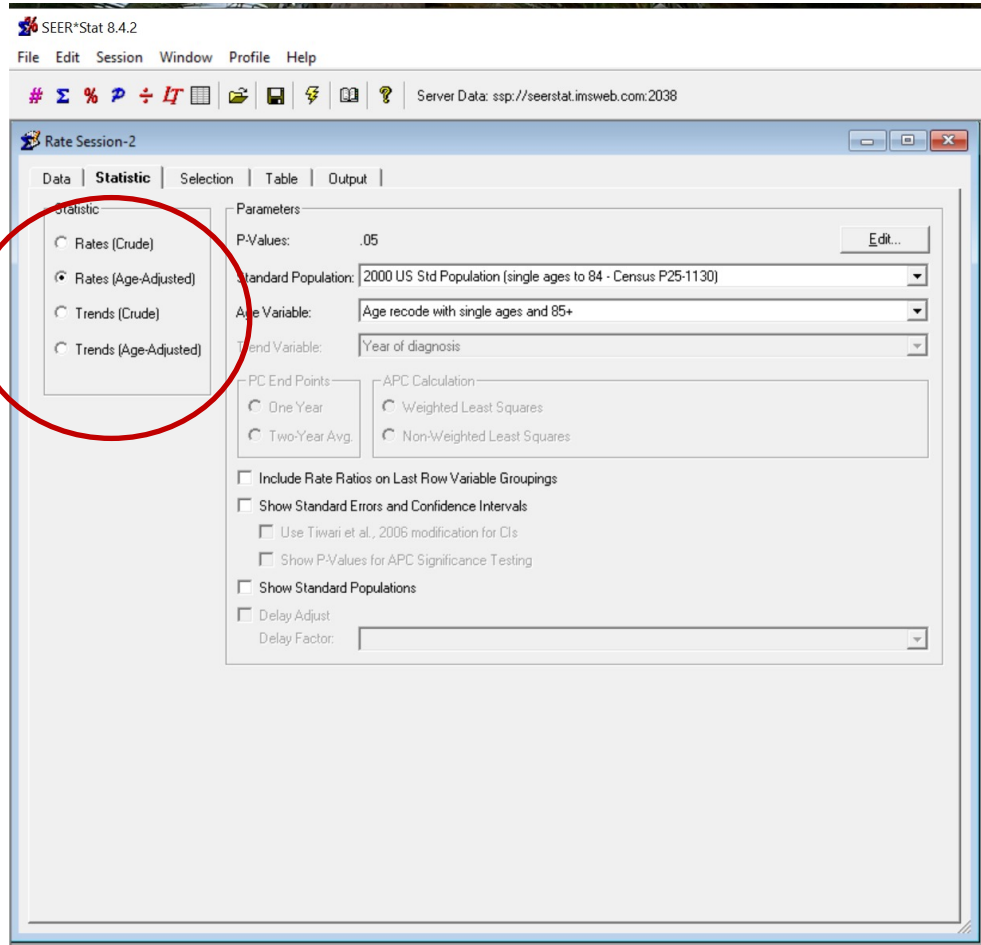 SEER*Stat 8.4.2
File Edit Session Window Profile Help
# Σ % P ÷ LT Server Data: ssp://seerstat.imsweb.com:2038
Rate Session-2
Data Statistic Selection Table Output
Statistic
Rates (Crude)
Rates (Age-Adjusted)
Trends (Crude)
Trends (Age-Adjusted)
Parameters
P-Values: .05 Edit...
Standard Population: 2000 US Std Population (single ages to 84 - Census P25-1130)
Age Variable: Age recode with single ages and 85+
Trend Variable: Year of diagnosis
PC End Points
One Year
Two-Year Avg.
APC Calculation
Weighted Least Squares
Non-Weighted Least Squares
Include Rate Ratios on Last Row Variable Groupings
Show Standard Errors and Confidence Intervals
Use Tiwari et al., 2006 modification for CIs
Show P-Values for APC Significance Testing
Show Standard Populations
Delay Adjust
Delay Factor: